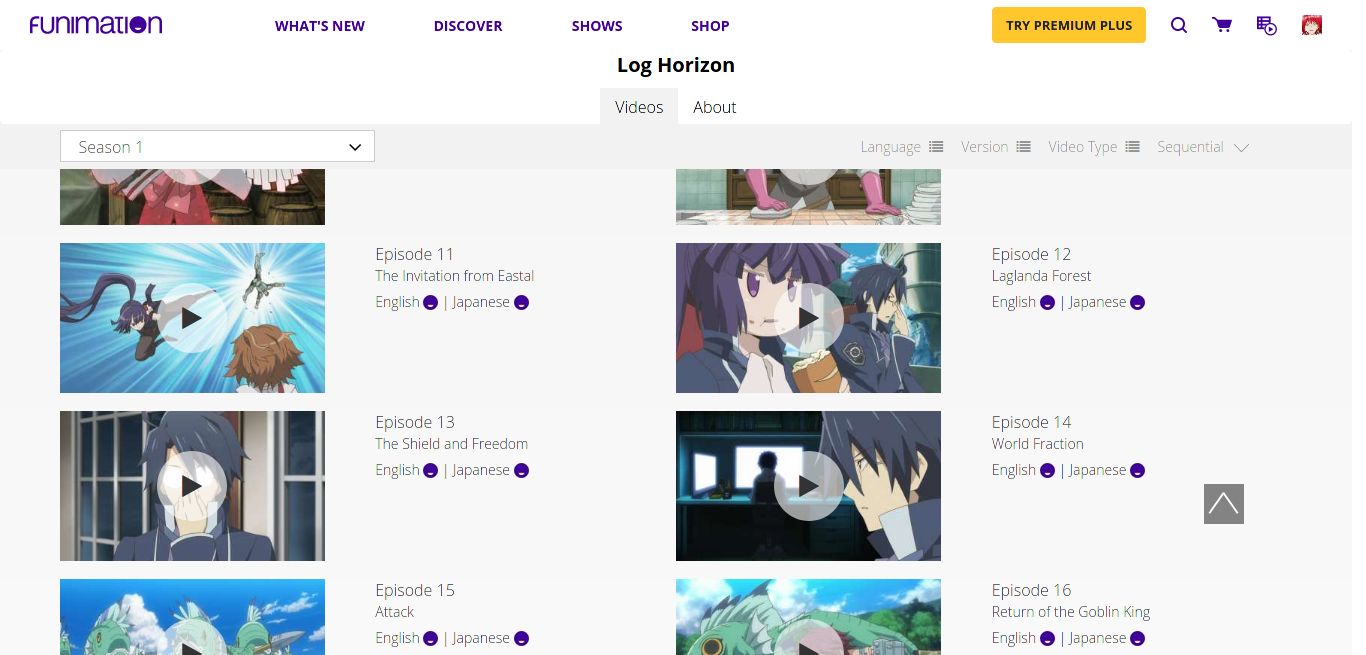 FUNIMATION
WHAT'S NEW
DISCOVER
SHOWS
SHOP
TRY PREMIUM PLUS
Log Horizon
Videos
About
Season 1
Language
Version
Video Type
Sequential
Episode 11
The Invitation from Eastal
English | Japanese
Episode 12
Laglanda Forest
English | Japanese
Episode 13
The Shield and Freedom
English | Japanese
Episode 14
World Fraction
English | Japanese
Episode 15
Attack
English | Japanese
Episode 16
Return of the Goblin King
English | Japanese